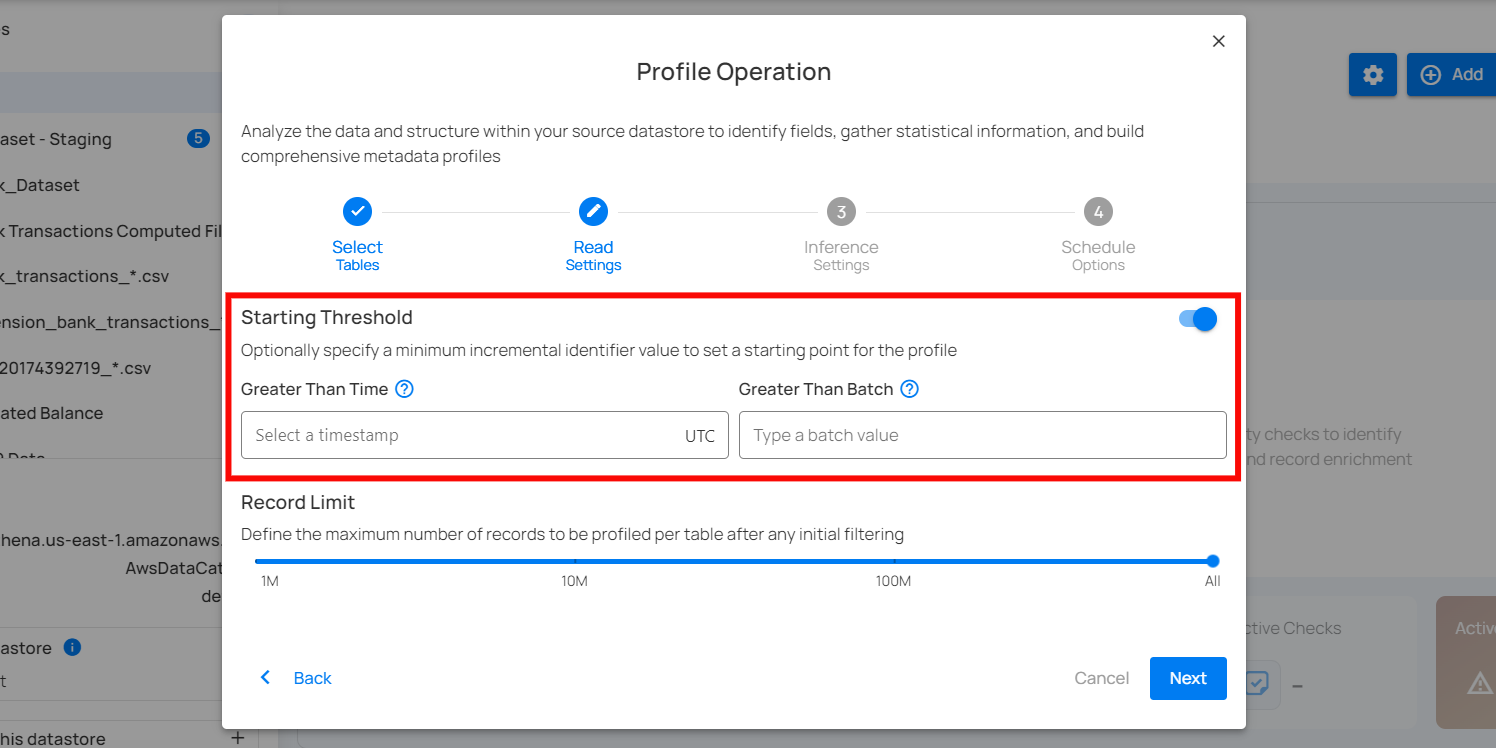 Profile Operation
Analyze the data and structure within your source datastore to identify fields, gather statistical information, and build
comprehensive metadata profiles
3
4
Select
Tables
Read
Settings
Inference
Settings
Schedule
Options
Starting Threshold
Optionally specify a minimum incremental identifier value to set a starting point for the profile
Greater Than Time ?
Greater Than Batch ?
Select a timestamp UTC
Type a batch value
Record Limit
Define the maximum number of records to be profiled per table after any initial filtering
1M 10M 100M All
Back
Cancel
Next
Add
aset - Staging 5
k_Dataset
k Transactions Computed Fil
k_transactions_*.csv
ension_bank_transactions_
20174392719_*.csv
ated Balance
hena.us-east-1.amazonaws.
AwsDataCat
de
astore
t
his datastore +
ty checks to identify
nd record enrichment
ctive Checks
–
Active